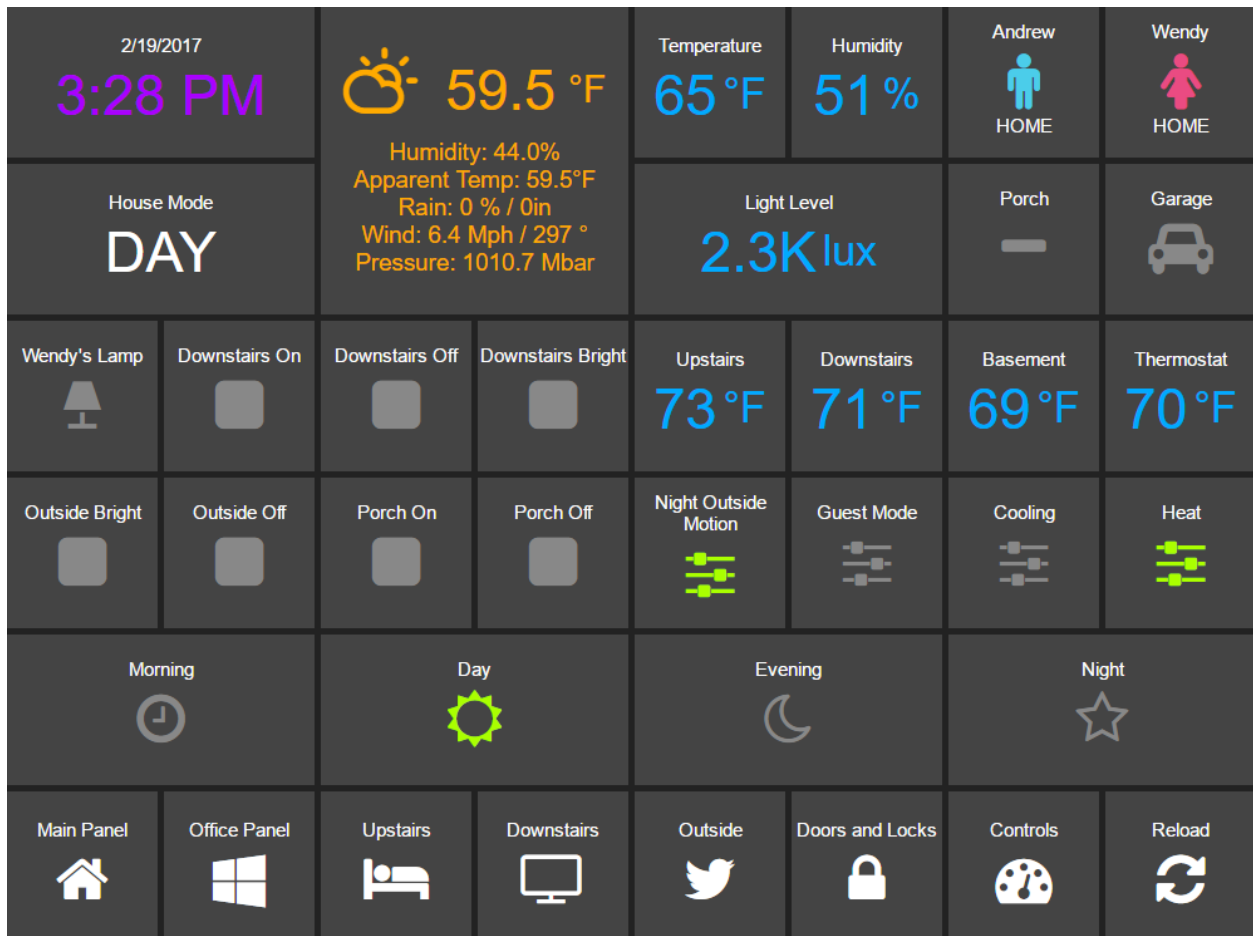 2/19/2017
3:28 PM
59.5 °F
Humidity: 44.0%
Apparent Temp: 59.5°F
Rain: 0 % / 0in
Wind: 6.4 Mph / 297 °
Pressure: 1010.7 Mbar
Temperature
65 °F
Humidity
51 %
Andrew
HOME
Wendy
HOME
House Mode
DAY
Light Level
2.3K lux
Porch
Garage
Wendy's Lamp
Downstairs On
Downstairs Off
Downstairs Bright
Upstairs
73 °F
Downstairs
71 °F
Basement
69 °F
Thermostat
70 °F
Outside Bright
Outside Off
Porch On
Porch Off
Night Outside
Motion
Guest Mode
Cooling
Heat
Morning
Day
Evening
Night
Main Panel
Office Panel
Upstairs
Downstairs
Outside
Doors and Locks
Controls
Reload